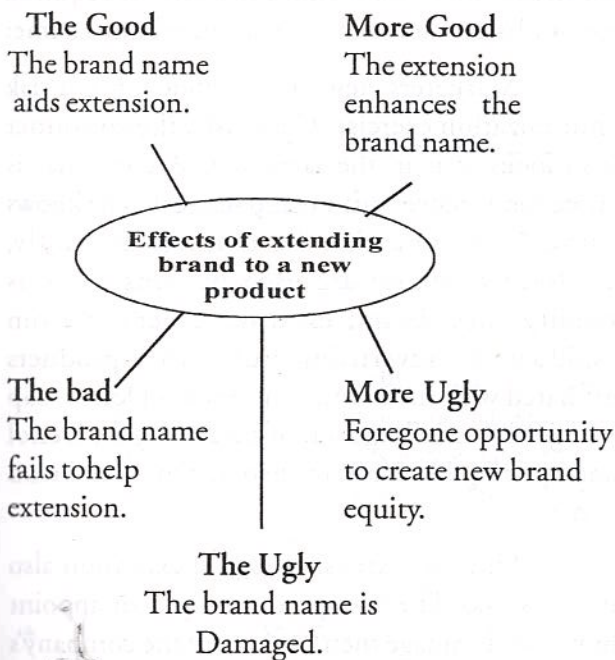 The Good
The brand name
aids extension.
More Good
The extension
enhances the
brand name.
Effects of extending
brand to a new
product
The bad
The brand name
fails tohelp
extension.
More Ugly
Foregone opportunity
to create new brand
equity.
The Ugly
The brand name is
Damaged.